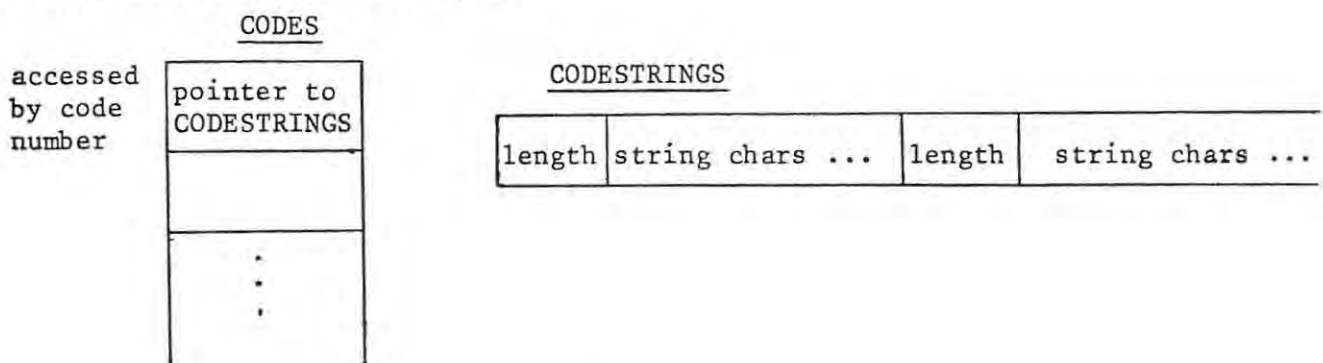 CODES
accessed
by code
number
pointer to
CODESTRINGS
CODESTRINGS
length string chars ... length string chars ...